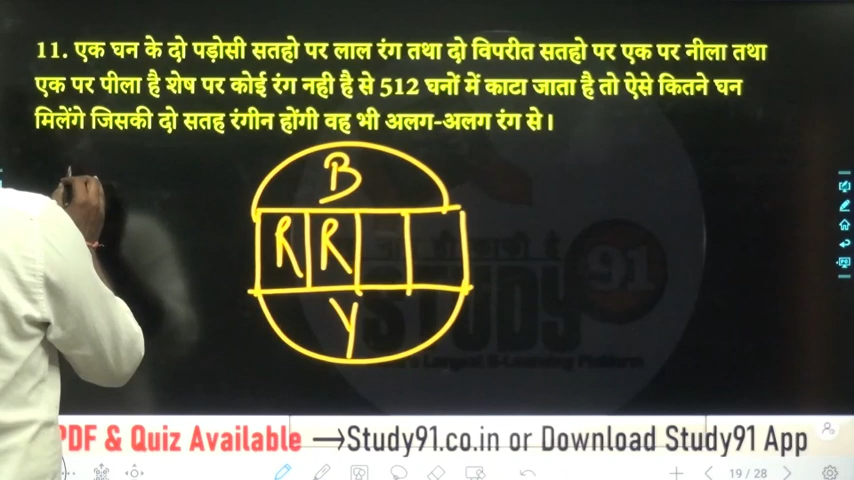 11. एक घन के दो पड़ोसी सतहो पर लाल रंग तथा दो विपरीत सतहो पर एक पर नीला तथा
एक पर पीला है शेष पर कोई रंग नही है से 512 घनों में काटा जाता है तो ऐसे कितने घन
मिलेंगे जिसकी दो सतह रंगीन होंगी वह भी अलग-अलग रंग से।
B
R R
Y
STUDY 91
PDF & Quiz Available →Study91.co.in or Download Study91 App
19 / 28